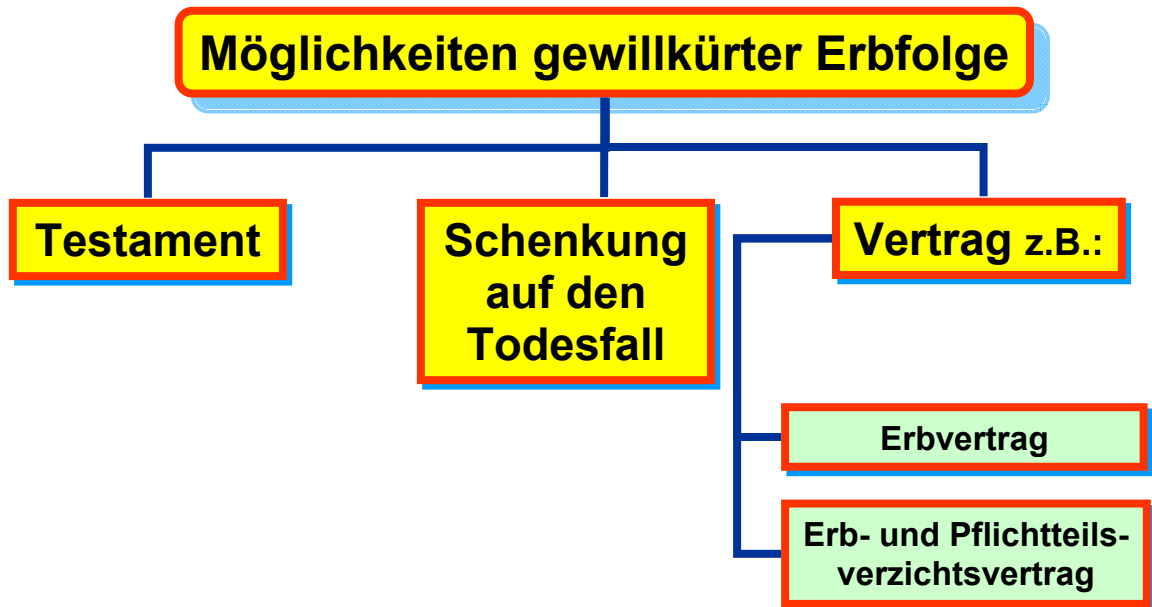 Möglichkeiten gewillkürter Erbfolge
Testament
Schenkung
auf den
Todesfall
Vertrag z.B.:
Erbvertrag
Erb- und Pflichtteils-
verzichtsvertrag